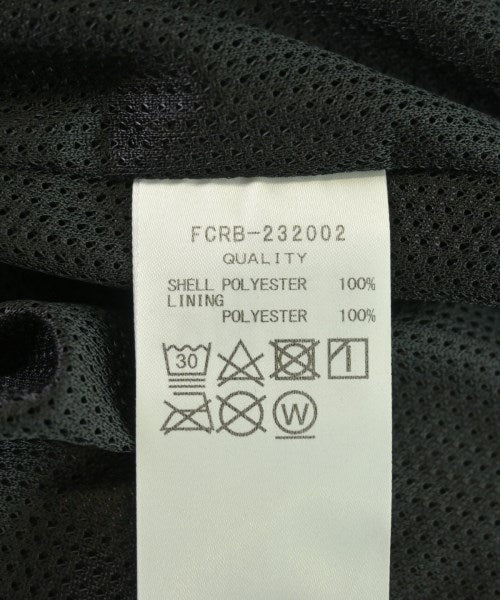 FCRB-232002
QUALITY
SHELL POLYESTER 100%
LINING
POLYESTER 100%
30
W